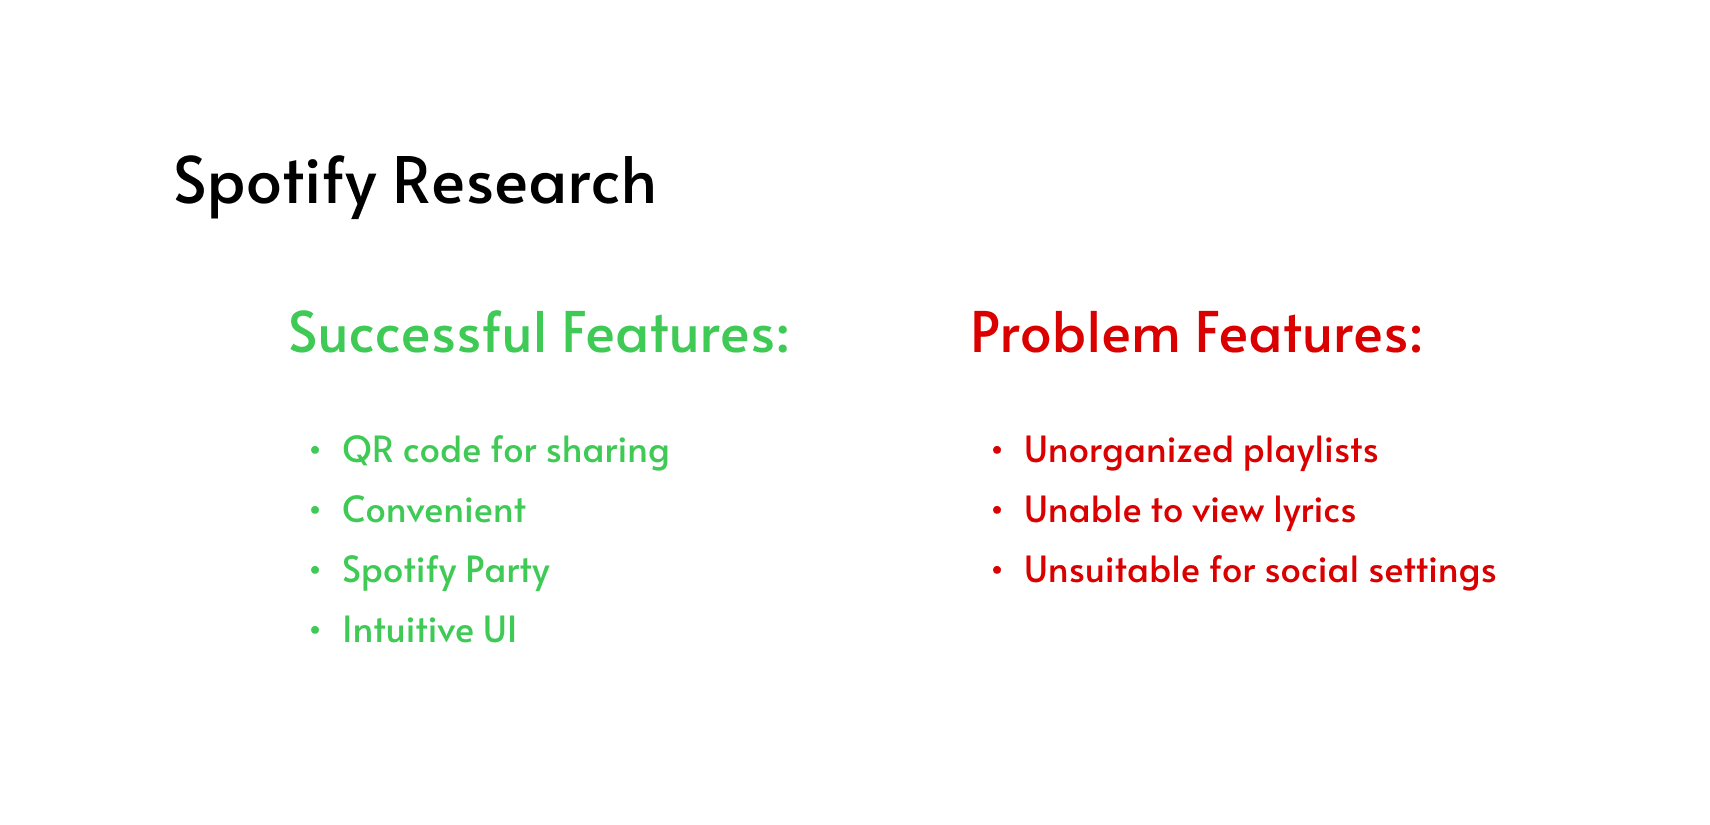 Spotify Research
Successful Features:
• QR code for sharing
• Convenient
• Spotify Party
• Intuitive UI
Problem Features:
• Unorganized playlists
• Unable to view lyrics
• Unsuitable for social settings